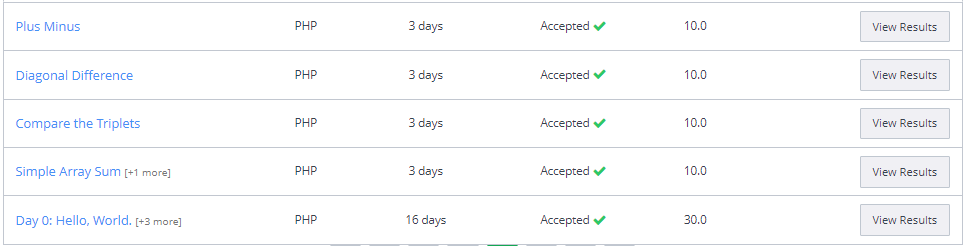 Plus Minus PHP 3 days Accepted 10.0 View Results
Diagonal Difference PHP 3 days Accepted 10.0 View Results
Compare the Triplets PHP 3 days Accepted 10.0 View Results
Simple Array Sum [+1 more] PHP 3 days Accepted 10.0 View Results
Day 0: Hello, World. [+3 more] PHP 16 days Accepted 30.0 View Results